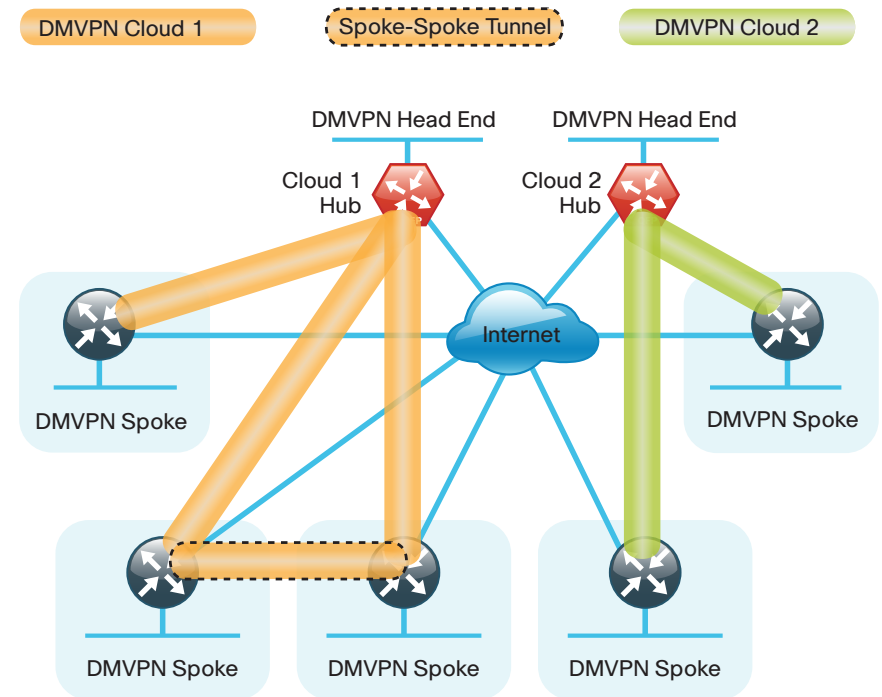 DMVPN Cloud 1
Spoke-Spoke Tunnel
DMVPN Cloud 2
DMVPN Head End
DMVPN Head End
Cloud 1
Hub
Cloud 2
Hub
Internet
DMVPN Spoke
DMVPN Spoke
DMVPN Spoke
DMVPN Spoke
DMVPN Spoke